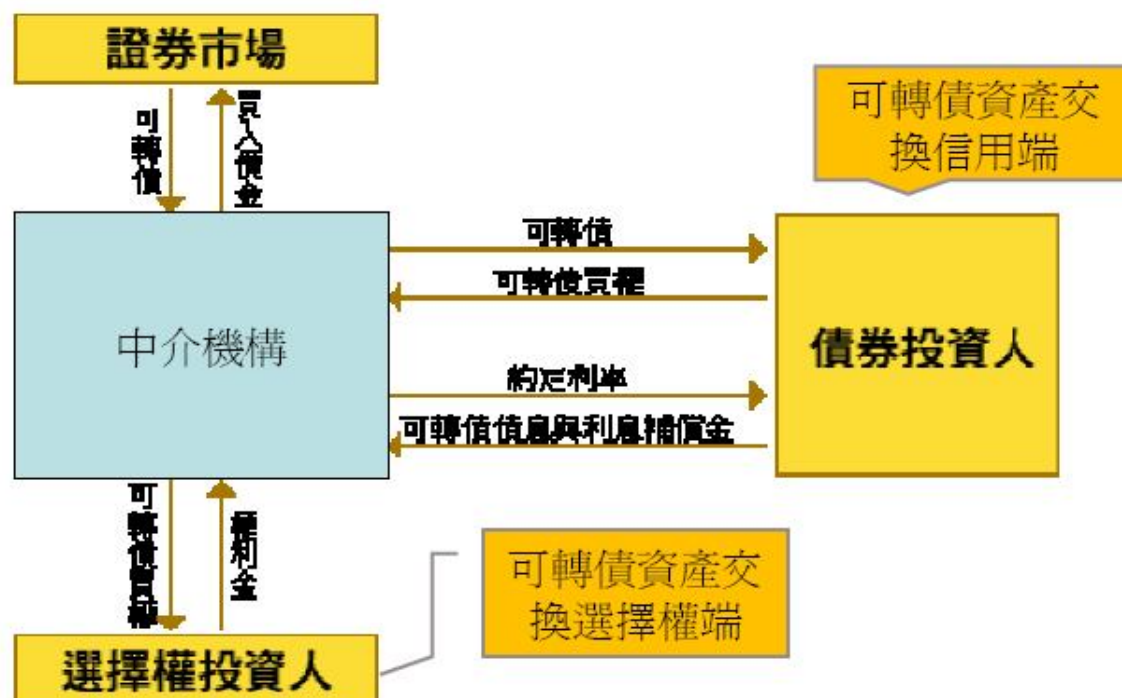 證券市場
可轉債
買入價金
可轉債資產交
換信用端
可轉債
可轉債買權
中介機構
債券投資人
約定利率
可轉債債息與利息補償金
可轉債買權
權利金
可轉債資產交
換選擇權端
選擇權投資人